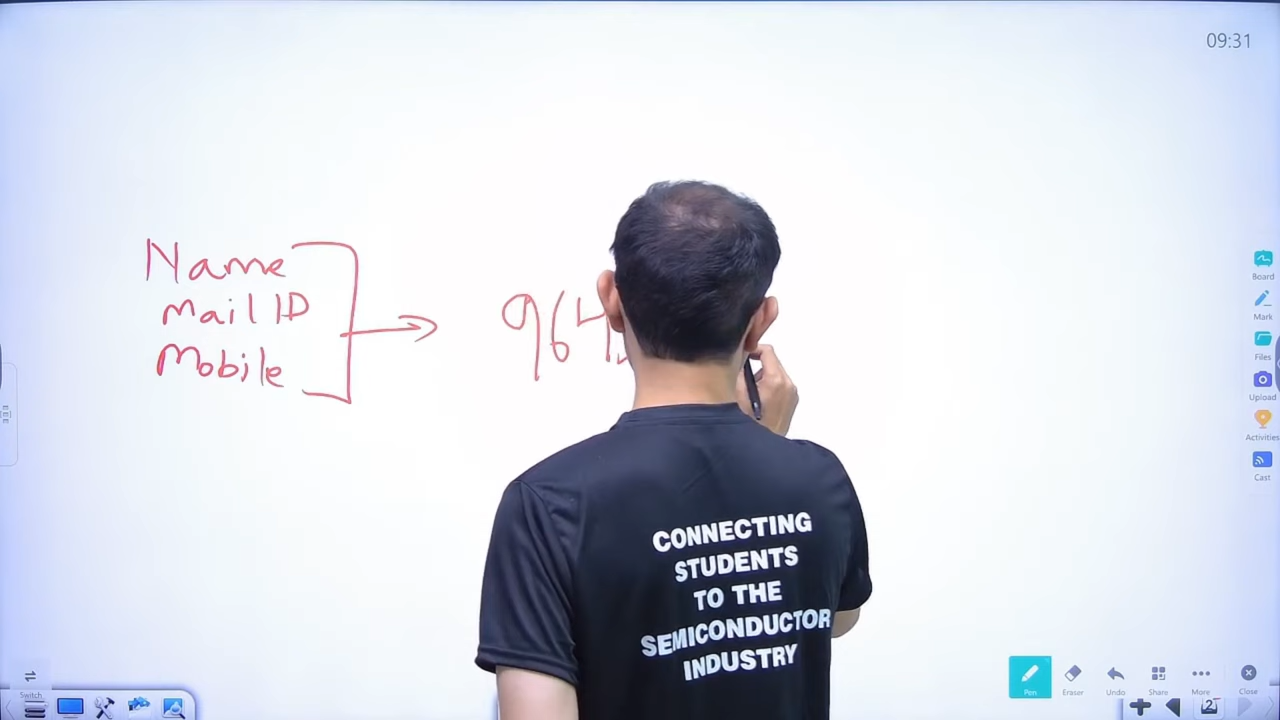 09:31
Name
Mail ID
Mobile
964
CONNECTING
STUDENTS
TO THE
SEMICONDUCTOR
INDUSTRY
Board
Mark
Files
Upload
Activities
Cast
Switch
Pen
Eraser
Undo
Share
More
Close
2